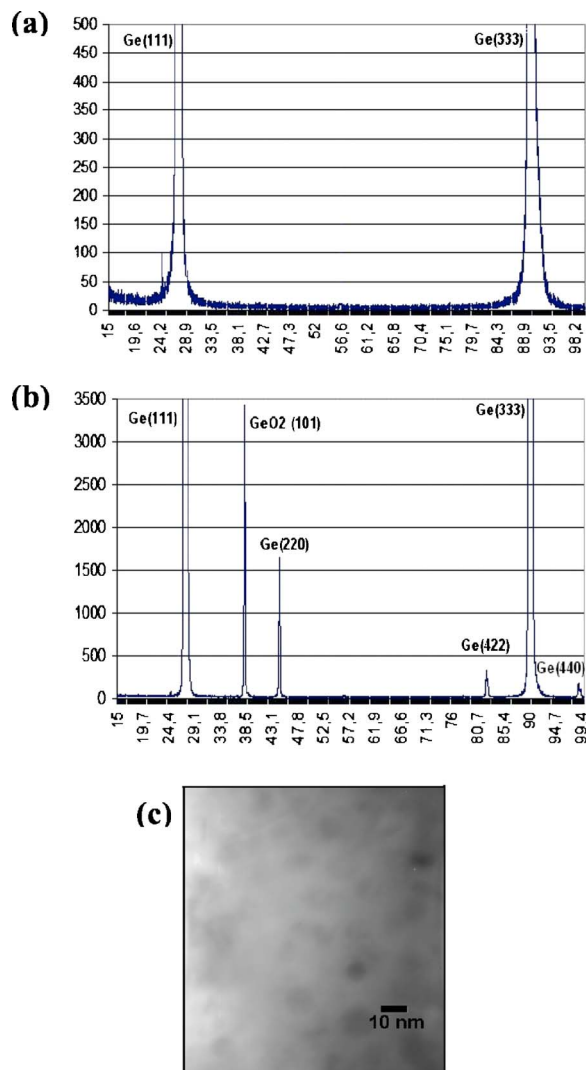 (a)
Ge(111)
Ge(333)
500
450
400
350
300
250
200
150
100
50
0
15 19,6 24,2 28,9 33,5 38,1 42,7 47,3 52 56,6 61,2 65,8 70,4 75,1 79,7 84,3 88,9 93,5 98,2
(b)
3500
3000
2500
2000
1500
1000
500
0
Ge(111)
GeO2 (101)
Ge(220)
Ge(333)
Ge(422)
Ge(440)
15 19,7 24,4 29,1 33,8 38,5 43,1 47,8 52,5 57,2 61,9 66,6 71,3 76 80,7 85,4 90 94,7 99,4
(c)
10 nm